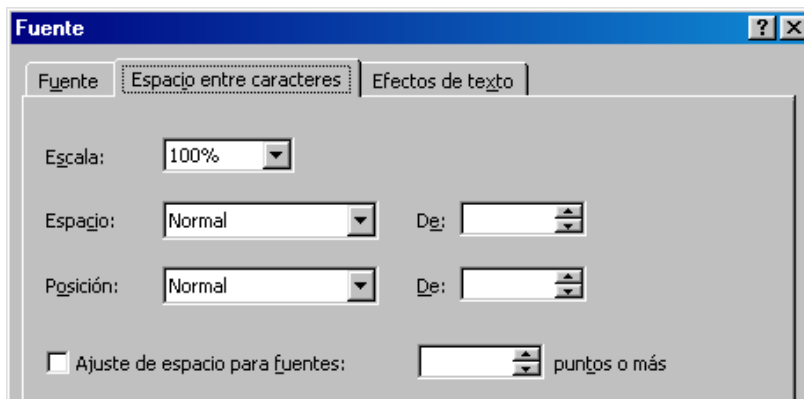 Fuente ? X
Fuente Espacio entre caracteres Efectos de texto
Escala: 100%
Espacio: Normal De:
Posición: Normal De:
Ajuste de espacio para fuentes: puntos o más